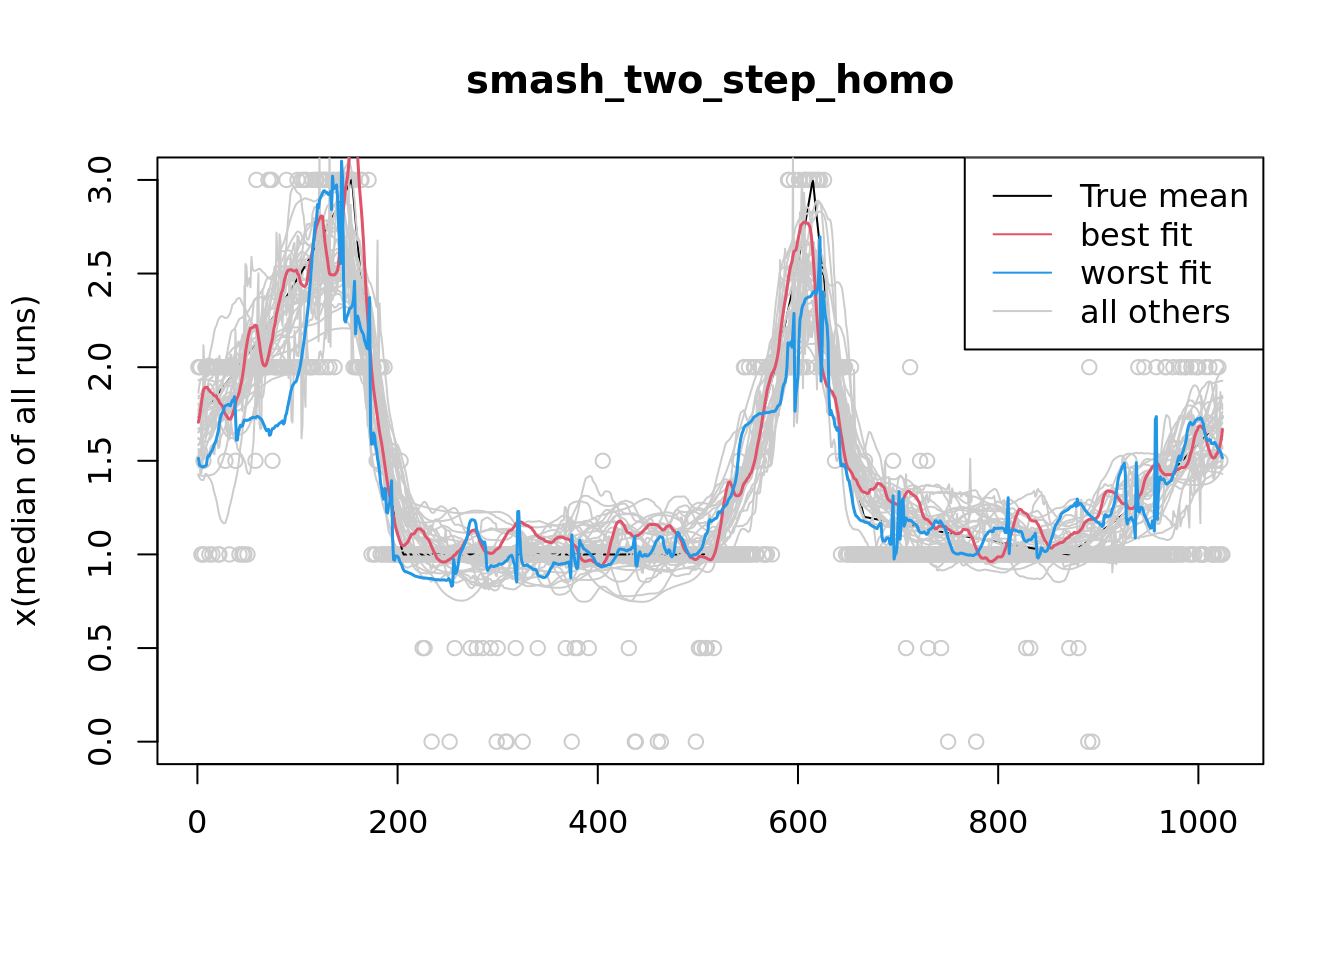 smash_two_step_homo
x(median of all runs)
3.0
2.5
2.0
1.5
1.0
0.5
0.0
True mean
best fit
worst fit
all others
0 200 400 600 800 1000